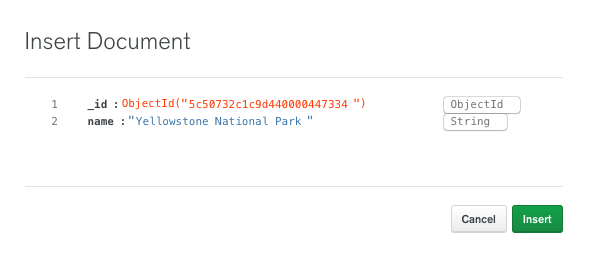 Insert Document
1 _id : ObjectId("5c50732c1c9d440000447334 ") ObjectId
2 name : "Yellowstone National Park " String
Cancel Insert